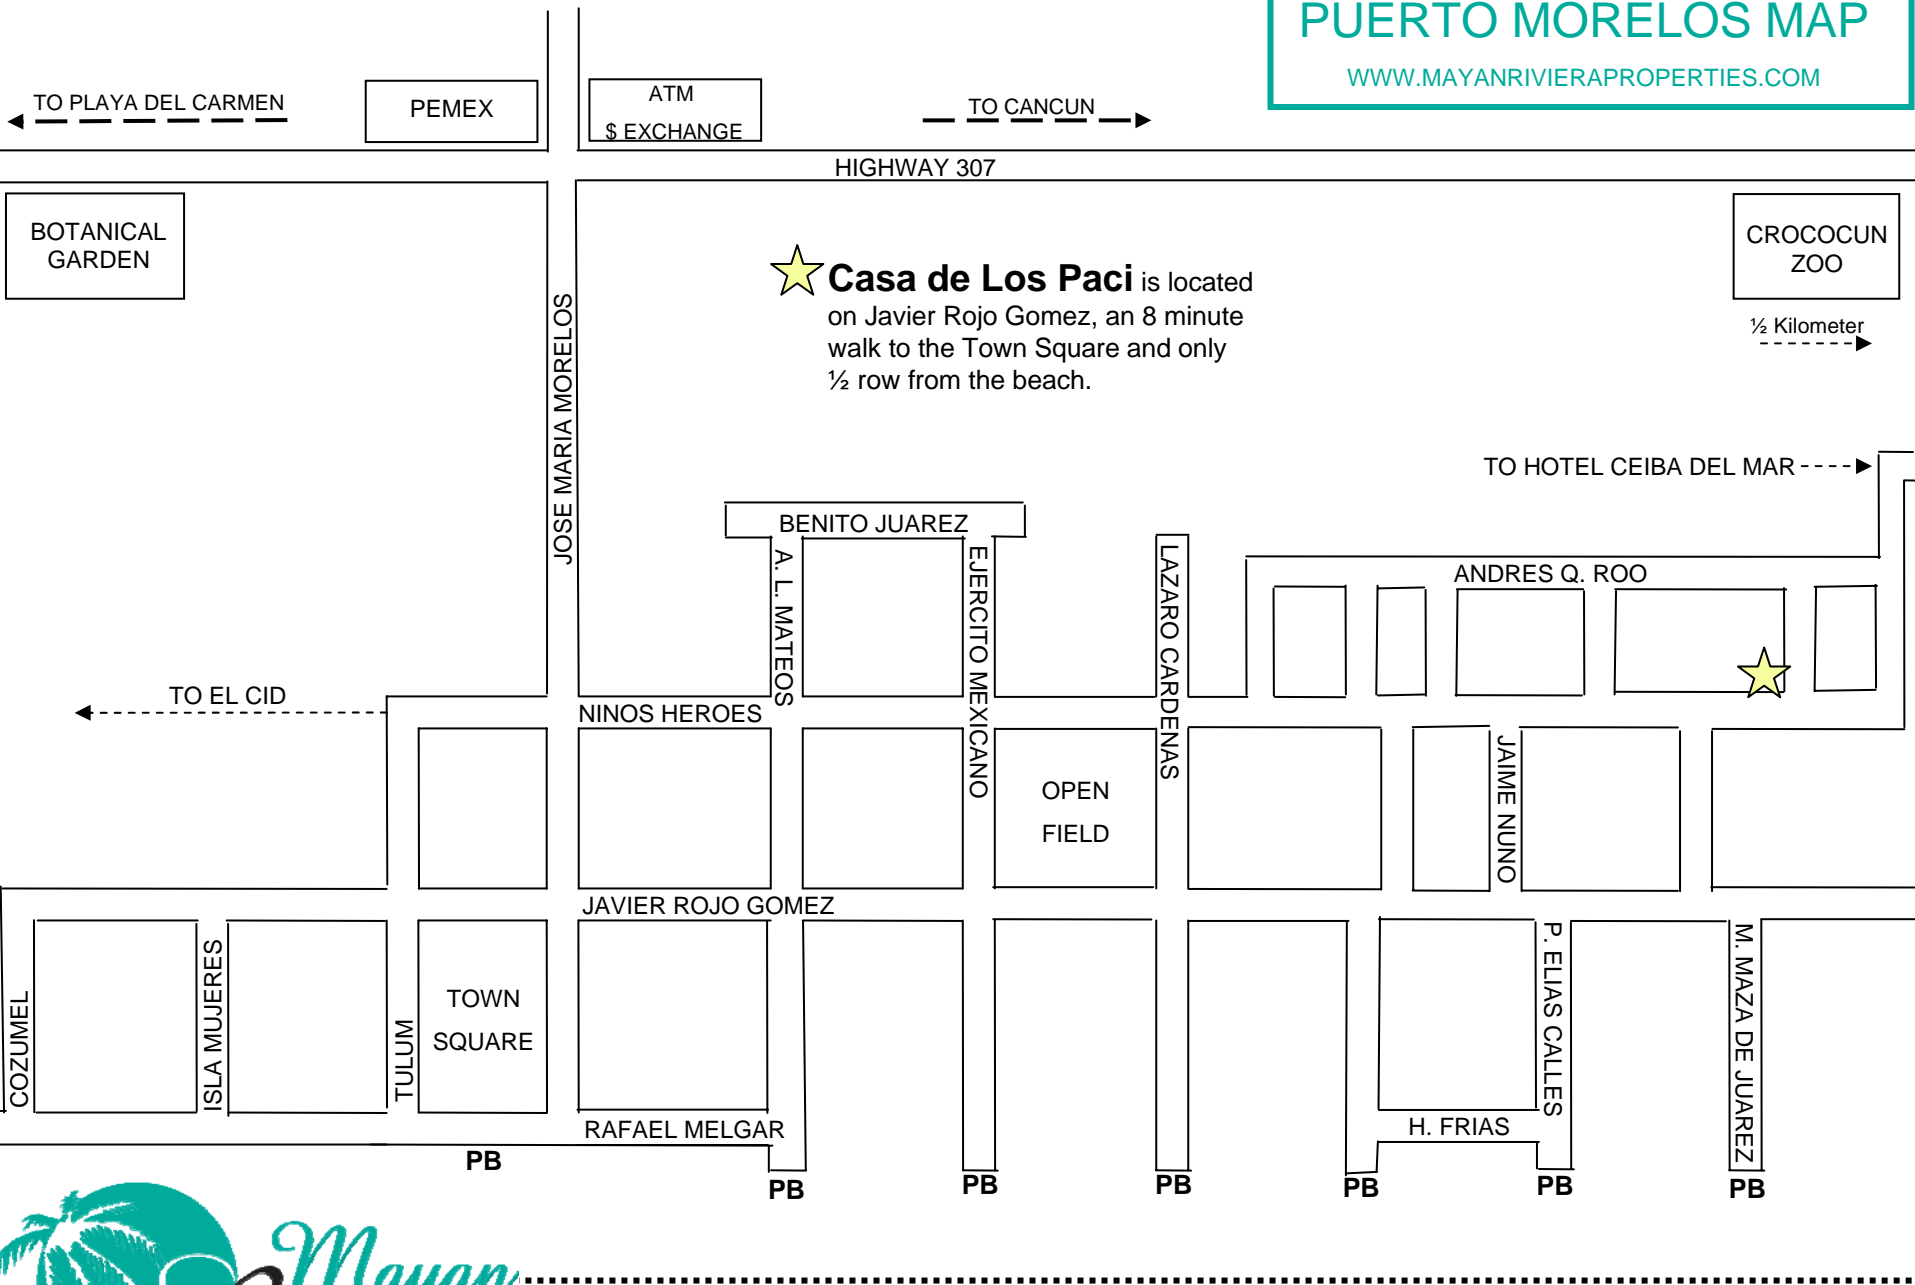 PUERTO MORELOS MAP
WWW.MAYANRIVIERAPROPERTIES.COM
TO PLAYA DEL CARMEN
PEMEX
ATM
$ EXCHANGE
TO CANCUN
HIGHWAY 307
BOTANICAL
GARDEN
CROCOCUN
ZOO
½ Kilometer
Casa de Los Paci is located
on Javier Rojo Gomez, an 8 minute
walk to the Town Square and only
½ row from the beach.
JOSE MARIA MORELOS
TO HOTEL CEIBA DEL MAR
BENITO JUAREZ
A. L. MATEOS
EJERCITO MEXICANO
LAZARO CARDENAS
ANDRES Q. ROO
TO EL CID
NINOS HEROES
OPEN
FIELD
JAIME NUNO
JAVIER ROJO GOMEZ
COZUMEL
ISLA MUJERES
TULUM
TOWN
SQUARE
P. ELIAS CALLES
M. MAZA DE JUAREZ
RAFAEL MELGAR
H. FRIAS
PB
PB
PB
PB
PB
PB
PB
Mayan